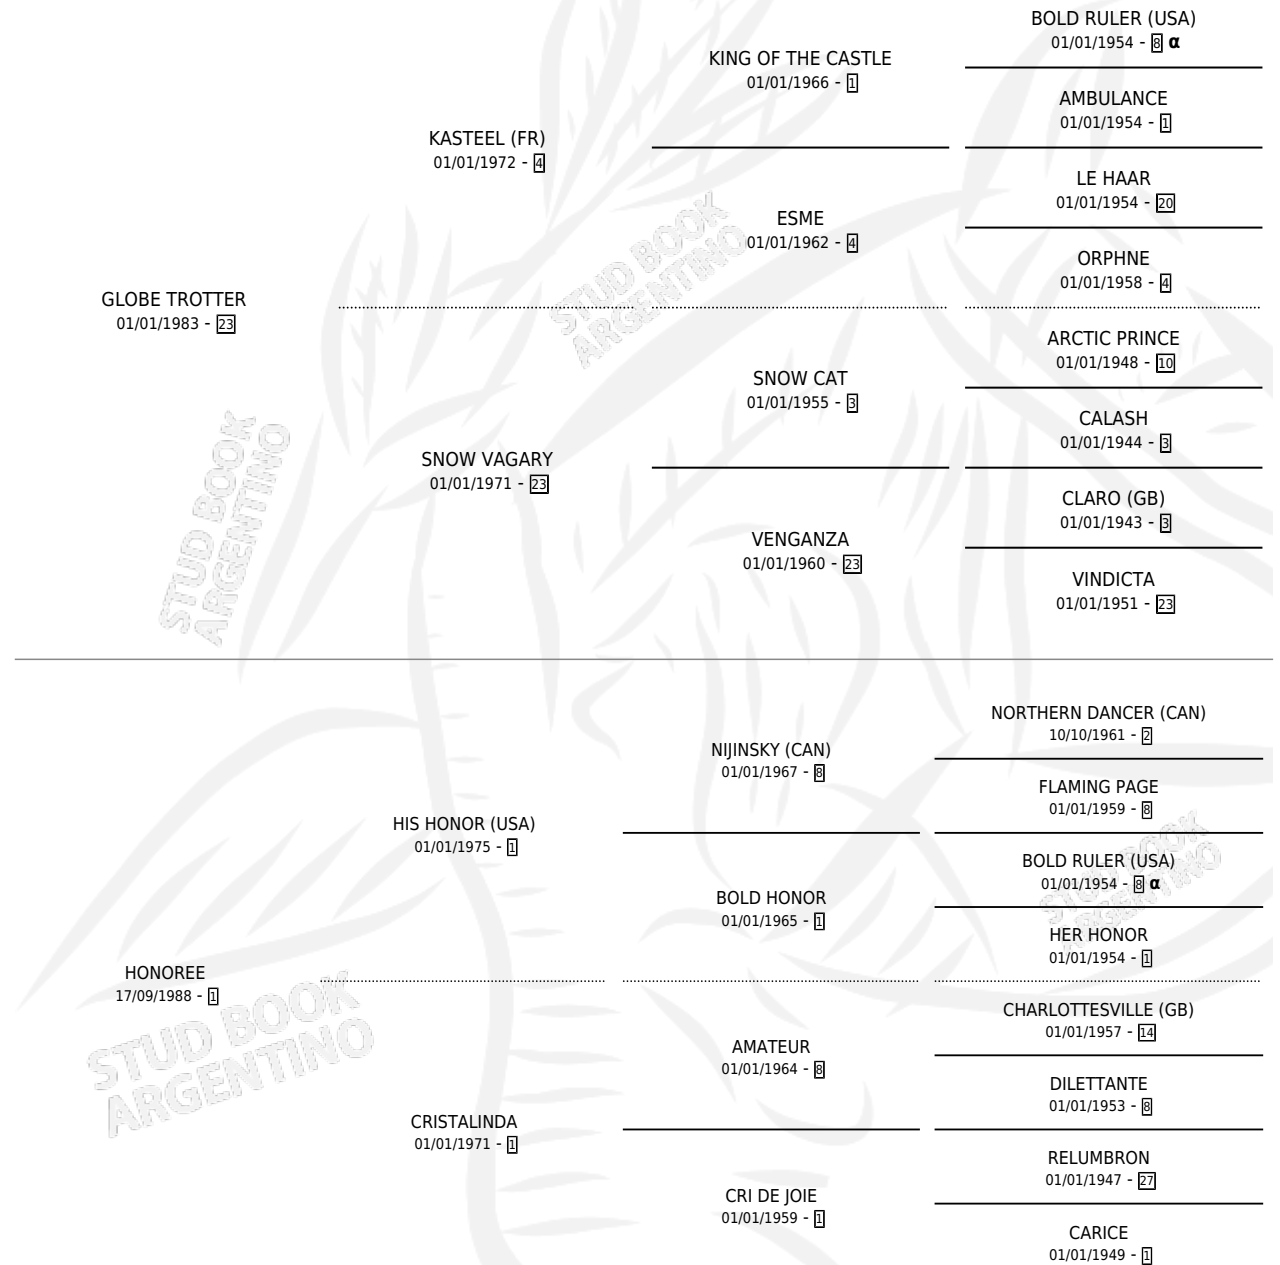 BOLD RULER (USA)
01/01/1954 - 8 α
KING OF THE CASTLE
01/01/1966 - 1
AMBULANCE
01/01/1954 - 1
KASTEEL (FR)
01/01/1972 - 4
LE HAAR
01/01/1954 - 20
ESME
01/01/1962 - 4
ORPHNE
01/01/1958 - 4
GLOBE TROTTER
01/01/1983 - 23
ARCTIC PRINCE
01/01/1948 - 10
SNOW CAT
01/01/1955 - 3
CALASH
01/01/1944 - 3
SNOW VAGARY
01/01/1971 - 23
CLARO (GB)
01/01/1943 - 3
VENGANZA
01/01/1960 - 23
VINDICTA
01/01/1951 - 23
NORTHERN DANCER (CAN)
10/10/1961 - 2
NIJINSKY (CAN)
01/01/1967 - 8
FLAMING PAGE
01/01/1959 - 8
HIS HONOR (USA)
01/01/1975 - 1
BOLD RULER (USA)
01/01/1954 - 8 α
BOLD HONOR
01/01/1965 - 1
HER HONOR
01/01/1954 - 1
HONOREE
17/09/1988 - 1
CHARLOTTESVILLE (GB)
01/01/1957 - 14
AMATEUR
01/01/1964 - 8
DILETTANTE
01/01/1953 - 8
CRISTALINDA
01/01/1971 - 1
RELUMBRON
01/01/1947 - 27
CRI DE JOIE
01/01/1959 - 1
CARICE
01/01/1949 - 1
STUD BOOK
ARGENTINO
STUD BOOK
ARGENTINO
STUD BOOK
ARGENTINO
STUD BOOK
ARGENTINO